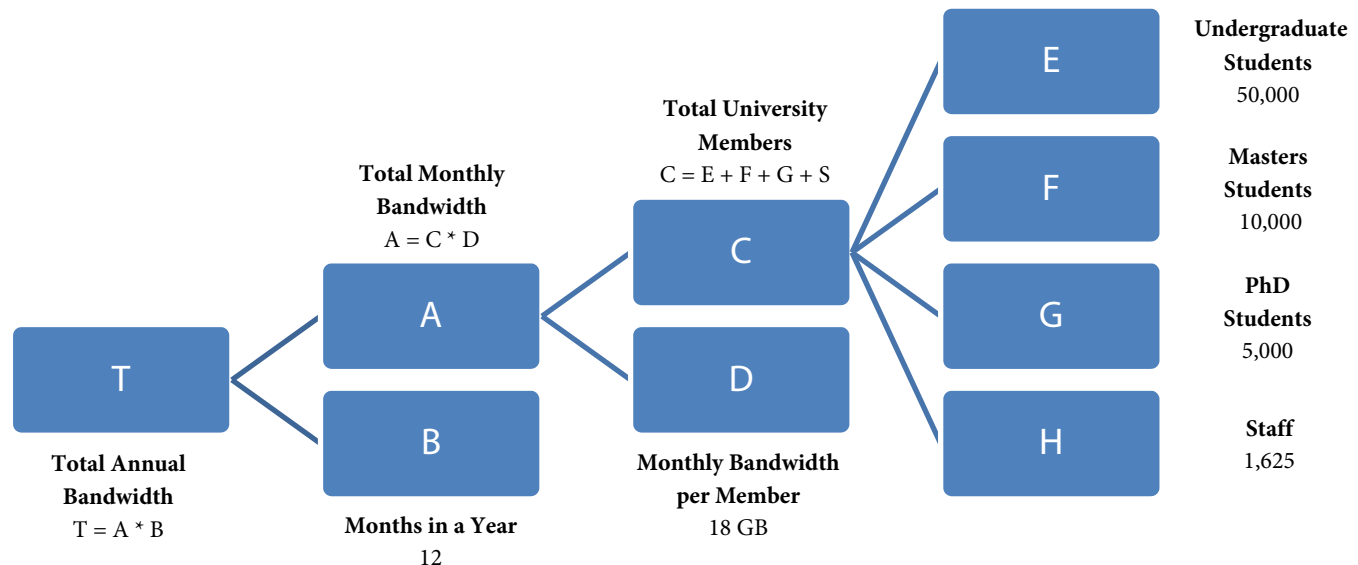 T
Total Annual
Bandwidth
T = A * B
Total Monthly
Bandwidth
A = C * D
A
B
Months in a Year
12
Total University
Members
C = E + F + G + S
C
D
Monthly Bandwidth
per Member
18 GB
E
Undergraduate
Students
50,000
F
Masters
Students
10,000
G
PhD
Students
5,000
H
Staff
1,625